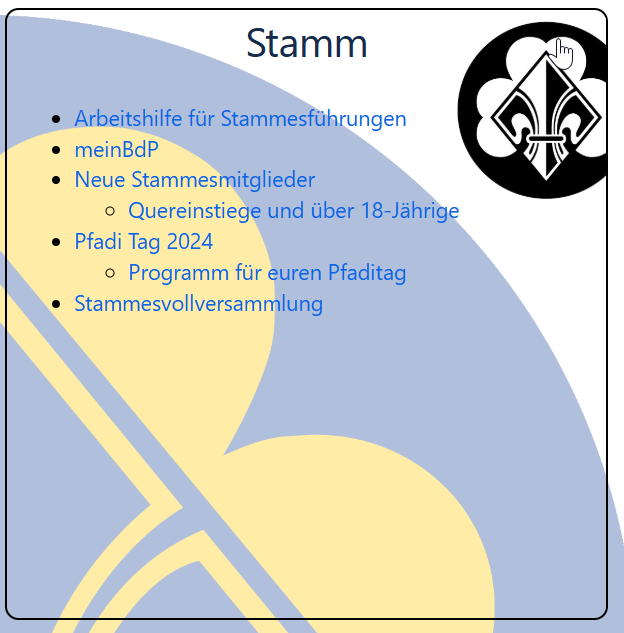 Stamm
Arbeitshilfe für Stammesführungen
meinBdP
Neue Stammesmitglieder
Quereinstiege und über 18-Jährige
Pfadi Tag 2024
Programm für euren Pfaditag
Stammesvollversammlung